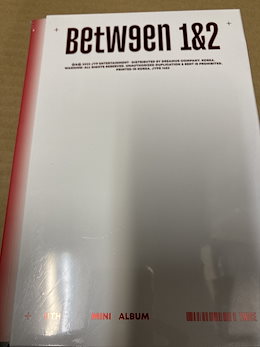 BETW9EN 1&2
℗&© 2022 JYP ENTERTAINMENT DISTRIBUTED BY DREAMUS COMPANY, KOREA.
WARNING: ALL RIGHTS RESERVED. UNAUTHORIZED DUPLICATION & RENT IS PROHIBITED.
PRINTED IN KOREA. JYPK
MINI ALBUM